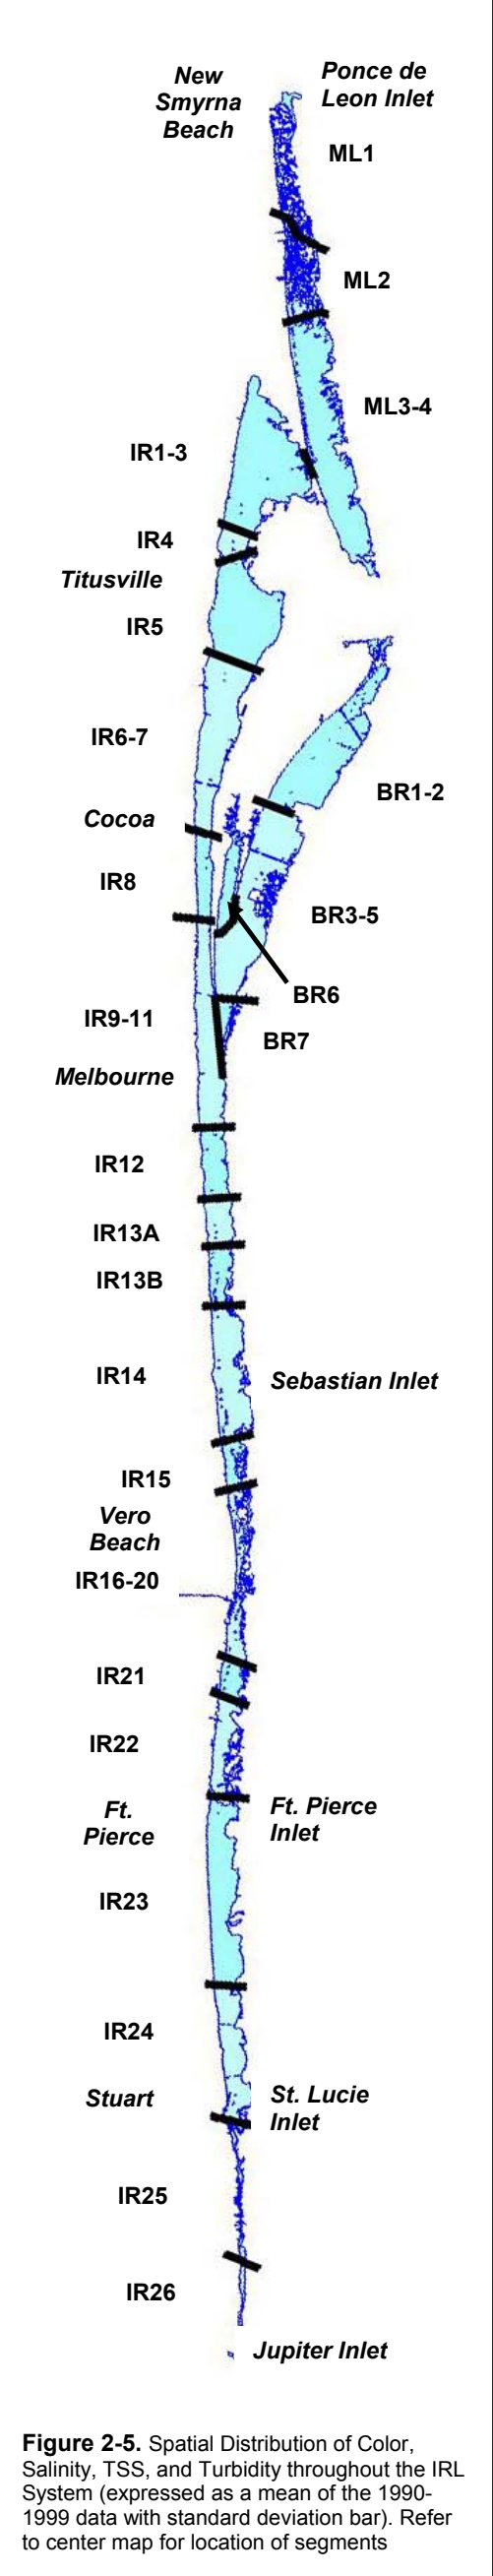 New
Smyrna
Beach
Ponce de
Leon Inlet
ML1
ML2
ML3-4
IR1-3
IR4
Titusville
IR5
IR6-7
BR1-2
Cocoa
IR8
BR3-5
BR6
IR9-11
BR7
Melbourne
IR12
IR13A
IR13B
IR14
Sebastian Inlet
IR15
Vero
Beach
IR16-20
IR21
IR22
Ft.
Pierce
Ft. Pierce
Inlet
IR23
IR24
Stuart
St. Lucie
Inlet
IR25
IR26
Jupiter Inlet
Figure 2-5. Spatial Distribution of Color,
Salinity, TSS, and Turbidity throughout the IRL
System (expressed as a mean of the 1990-
1999 data with standard deviation bar). Refer
to center map for location of segments